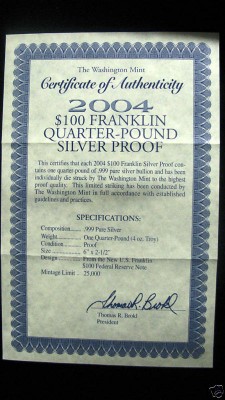 The Washington Mint
Certificate of Authenticity
2004
$100 FRANKLIN
QUARTER-POUND
SILVER PROOF
This certifies that each 2004 $100 Franklin Silver Proof con-
tains one quarter-pound of .999 pure silver bullion and has been
individually die struck by The Washington Mint to the highest
proof quality. This limited striking has been conducted by
The Washington Mint in full accordance with established
guidelines and practices.
SPECIFICATIONS:
Composition .999 Pure Silver
Weight One Quarter-Pound (4 oz. Troy)
Condition Proof
Size 6" x 2-1/2"
Design From the New U.S. Franklin
$100 Federal Reserve Note
Mintage Limit 25,000
Thomas R. Brokl
Thomas R. Brokl
President